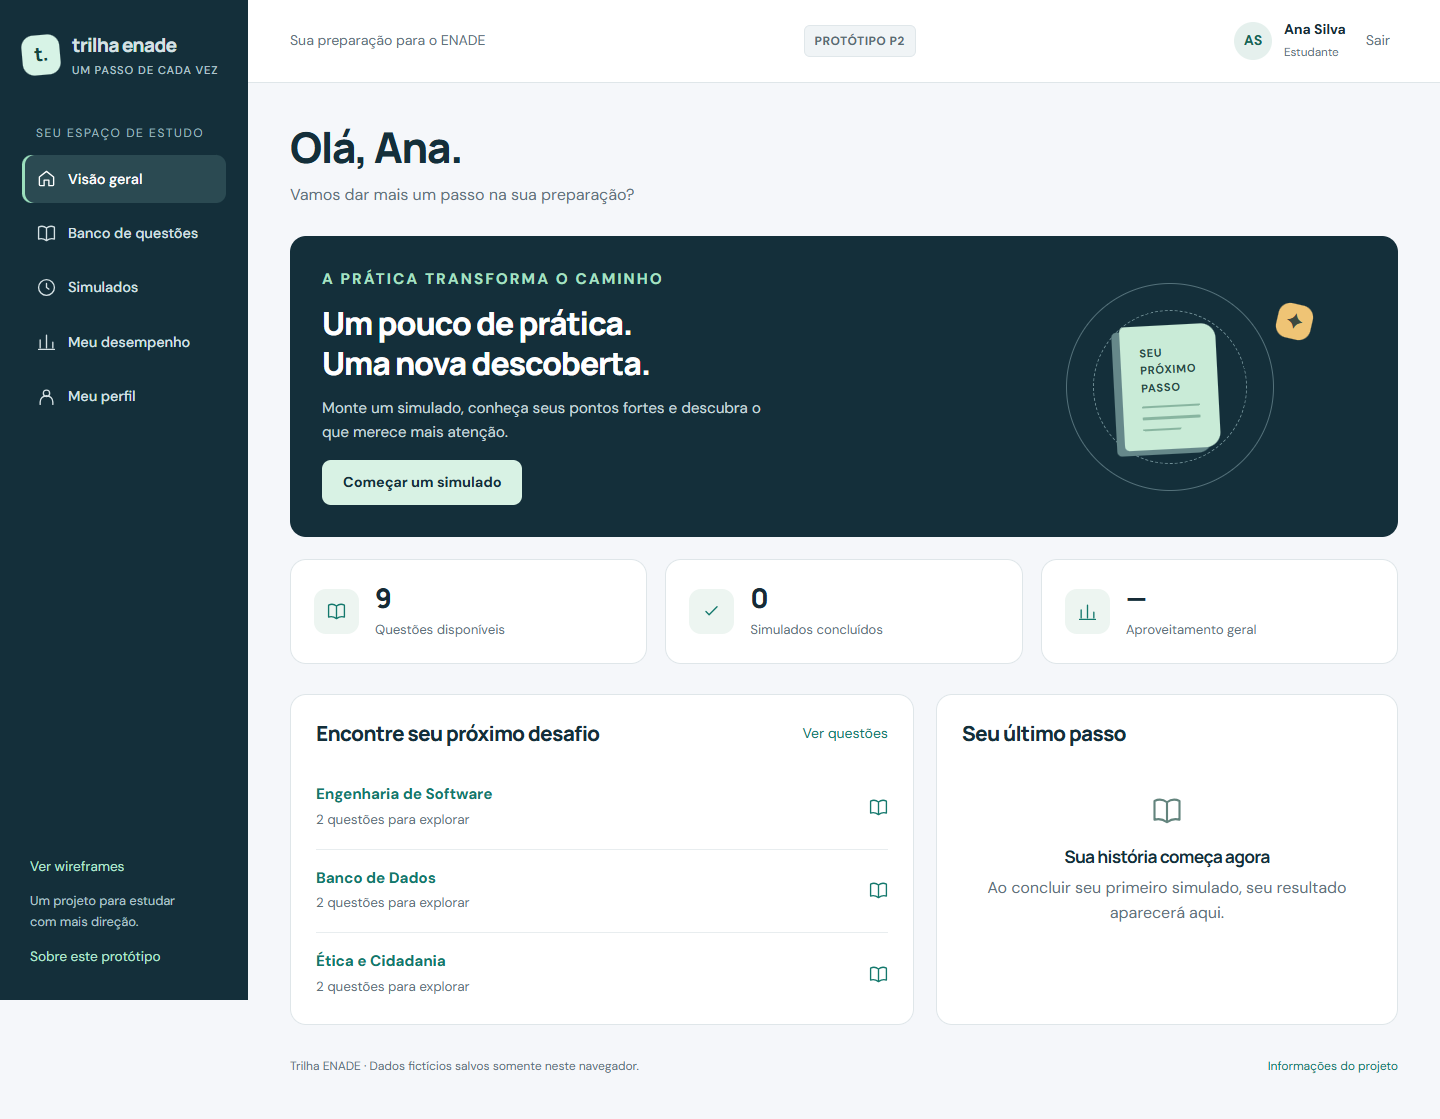 t.
trilha enade
UM PASSO DE CADA VEZ
SEU ESPAÇO DE ESTUDO
Visão geral
Banco de questões
Simulados
Meu desempenho
Meu perfil
Ver wireframes
Um projeto para estudar
com mais direção.
Sobre este protótipo
Sua preparação para o ENADE
PROTÓTIPO P2
AS
Ana Silva
Estudante
Sair
Olá, Ana.
Vamos dar mais um passo na sua preparação?
A PRÁTICA TRANSFORMA O CAMINHO
Um pouco de prática.
Uma nova descoberta.
Monte um simulado, conheça seus pontos fortes e descubra o
que merece mais atenção.
Começar um simulado
SEU
PRÓXIMO
PASSO
9
Questões disponíveis
0
Simulados concluídos
—
Aproveitamento geral
Encontre seu próximo desafio
Ver questões
Engenharia de Software
2 questões para explorar
Banco de Dados
2 questões para explorar
Ética e Cidadania
2 questões para explorar
Seu último passo
Sua história começa agora
Ao concluir seu primeiro simulado, seu resultado
aparecerá aqui.
Trilha ENADE · Dados fictícios salvos somente neste navegador.
Informações do projeto